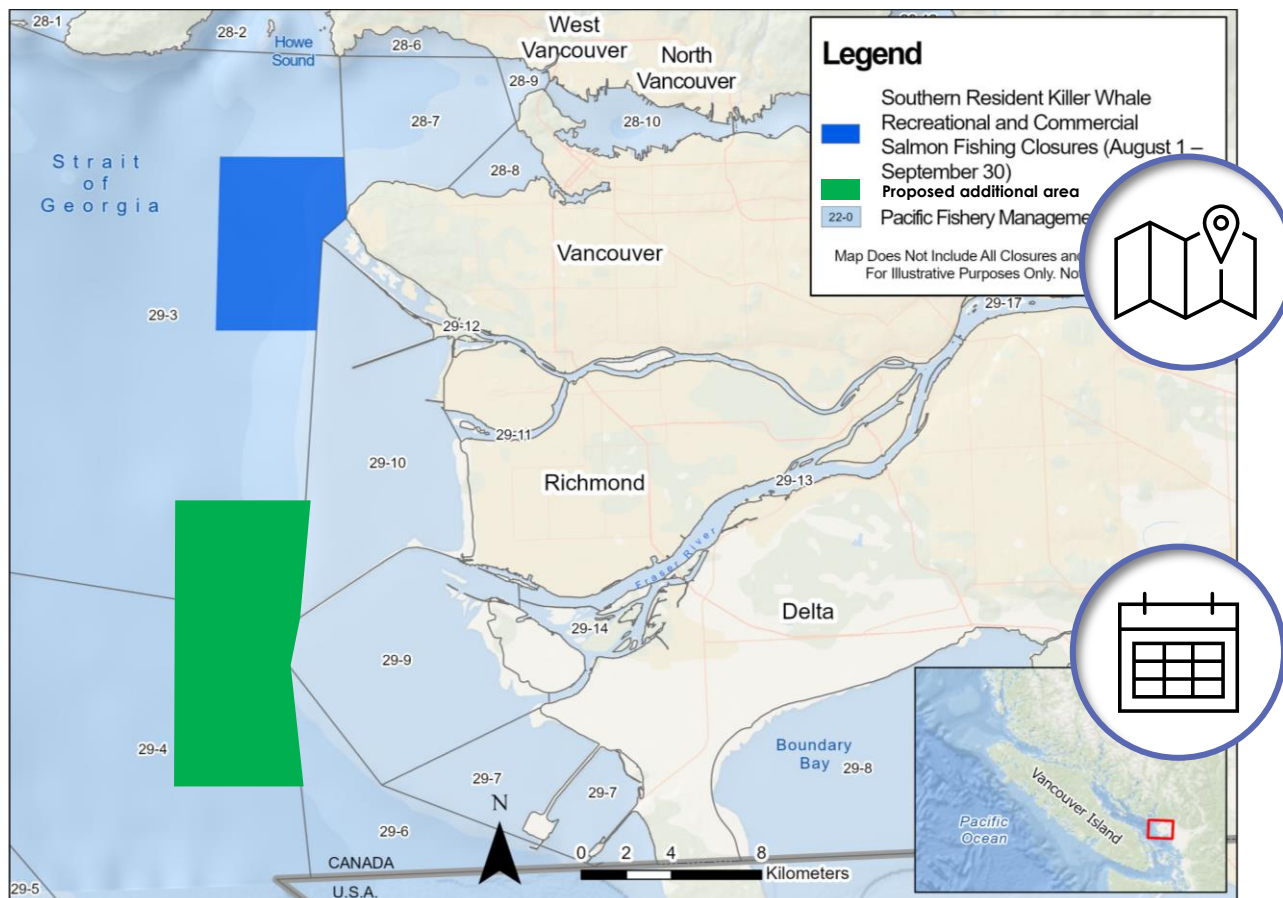 28-1
28-2
Howe
Sound
28-6
West
Vancouver
North
Vancouver
28-9
28-7
28-10
28-8
Strait
of
Georgia
Legend
Southern Resident Killer Whale
Recreational and Commercial
Salmon Fishing Closures (August 1 –
September 30)
Proposed additional area
22-0
Pacific Fishery Manageme
Map Does Not Include All Closures and
For Illustrative Purposes Only. No
Vancouver
29-17
29-3
29-12
29-11
29-10
Richmond
29-13
Fraser River
Delta
29-14
29-9
29-4
Boundary
Bay
29-8
29-7
29-7
N
29-6
0 2 4 8
Kilometers
CANADA
U.S.A.
29-5
Vancouver Island
Pacific
Ocean